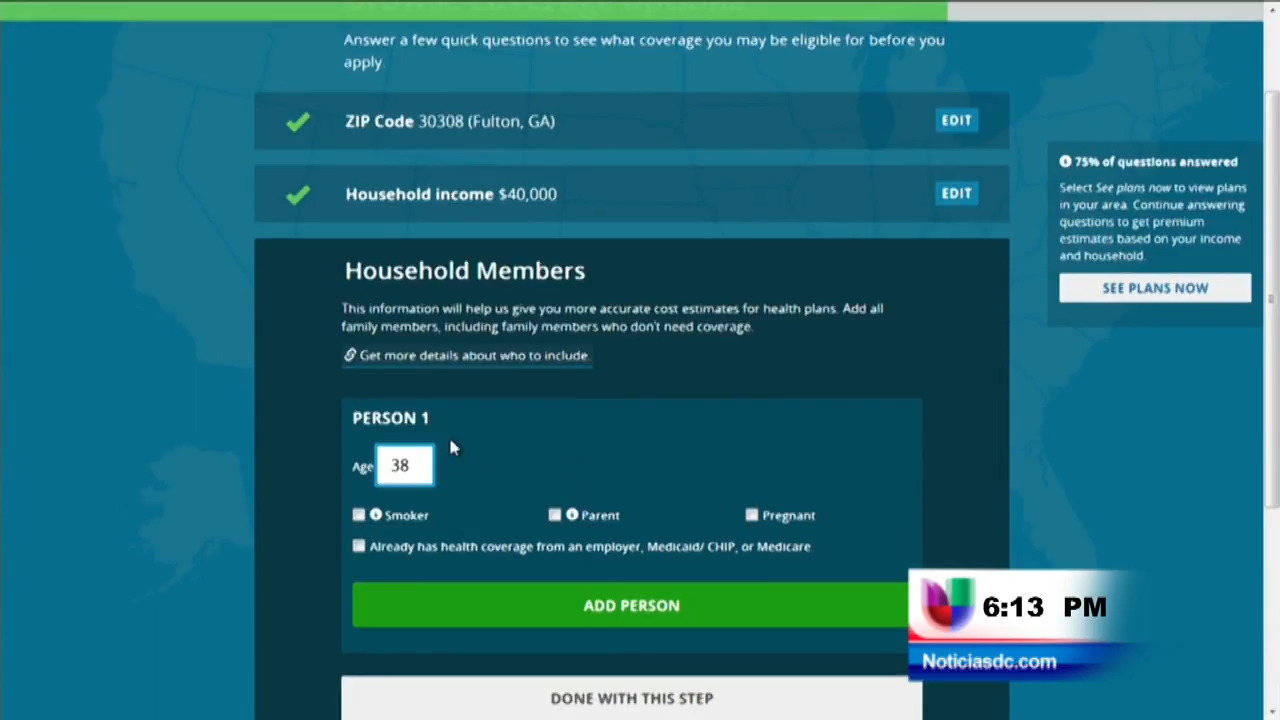 Answer a few quick questions to see what coverage you may be eligible for before you
apply.
ZIP Code 30308 (Fulton, GA)
EDIT
Household income $40,000
EDIT
75% of questions answered
Select See plans now to view plans
in your area. Continue answering
questions to get premium
estimates based on your income
and household.
SEE PLANS NOW
Household Members
This information will help us give you more accurate cost estimates for health plans. Add all
family members, including family members who don't need coverage.
Get more details about who to include.
PERSON 1
Age 38
Smoker
Parent
Pregnant
Already has health coverage from an employer, Medicaid/ CHIP, or Medicare
ADD PERSON
DONE WITH THIS STEP
6:13 PM
Noticiasdc.com